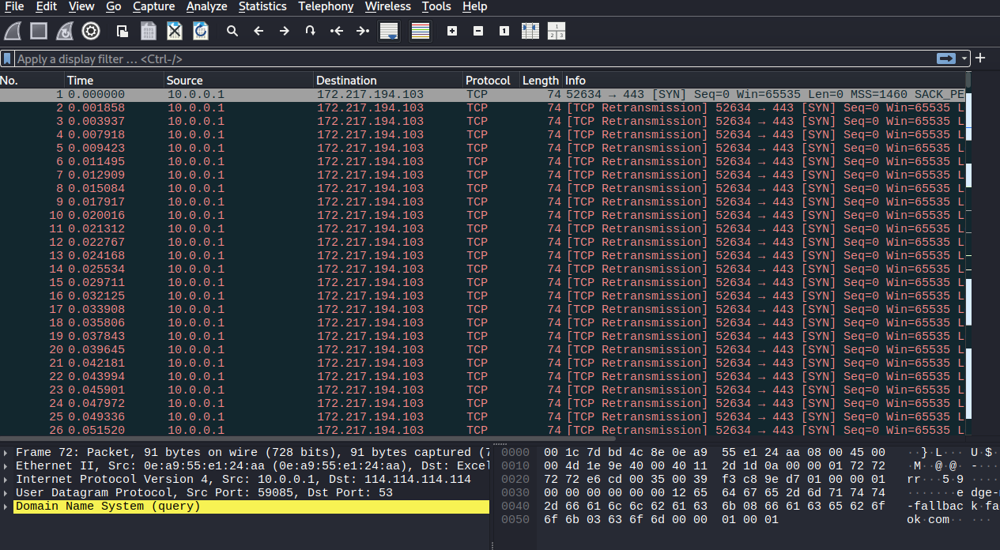 File Edit View Go Capture Analyze Statistics Telephony Wireless Tools Help
Apply a display filter … <Ctrl-/>
No. Time Source Destination Protocol Length Info
1 0.000000 10.0.0.1 172.217.194.103 TCP 74 52634 → 443 [SYN] Seq=0 Win=65535 Len=0 MSS=1460 SACK_PE
2 0.001858 10.0.0.1 172.217.194.103 TCP 74 [TCP Retransmission] 52634 → 443 [SYN] Seq=0 Win=65535 L
3 0.003937 10.0.0.1 172.217.194.103 TCP 74 [TCP Retransmission] 52634 → 443 [SYN] Seq=0 Win=65535 L
4 0.007918 10.0.0.1 172.217.194.103 TCP 74 [TCP Retransmission] 52634 → 443 [SYN] Seq=0 Win=65535 L
5 0.009423 10.0.0.1 172.217.194.103 TCP 74 [TCP Retransmission] 52634 → 443 [SYN] Seq=0 Win=65535 L
6 0.011495 10.0.0.1 172.217.194.103 TCP 74 [TCP Retransmission] 52634 → 443 [SYN] Seq=0 Win=65535 L
7 0.012909 10.0.0.1 172.217.194.103 TCP 74 [TCP Retransmission] 52634 → 443 [SYN] Seq=0 Win=65535 L
8 0.015084 10.0.0.1 172.217.194.103 TCP 74 [TCP Retransmission] 52634 → 443 [SYN] Seq=0 Win=65535 L
9 0.017917 10.0.0.1 172.217.194.103 TCP 74 [TCP Retransmission] 52634 → 443 [SYN] Seq=0 Win=65535 L
10 0.020016 10.0.0.1 172.217.194.103 TCP 74 [TCP Retransmission] 52634 → 443 [SYN] Seq=0 Win=65535 L
11 0.021312 10.0.0.1 172.217.194.103 TCP 74 [TCP Retransmission] 52634 → 443 [SYN] Seq=0 Win=65535 L
12 0.022767 10.0.0.1 172.217.194.103 TCP 74 [TCP Retransmission] 52634 → 443 [SYN] Seq=0 Win=65535 L
13 0.024168 10.0.0.1 172.217.194.103 TCP 74 [TCP Retransmission] 52634 → 443 [SYN] Seq=0 Win=65535 L
14 0.025534 10.0.0.1 172.217.194.103 TCP 74 [TCP Retransmission] 52634 → 443 [SYN] Seq=0 Win=65535 L
15 0.029711 10.0.0.1 172.217.194.103 TCP 74 [TCP Retransmission] 52634 → 443 [SYN] Seq=0 Win=65535 L
16 0.032125 10.0.0.1 172.217.194.103 TCP 74 [TCP Retransmission] 52634 → 443 [SYN] Seq=0 Win=65535 L
17 0.033908 10.0.0.1 172.217.194.103 TCP 74 [TCP Retransmission] 52634 → 443 [SYN] Seq=0 Win=65535 L
18 0.035806 10.0.0.1 172.217.194.103 TCP 74 [TCP Retransmission] 52634 → 443 [SYN] Seq=0 Win=65535 L
19 0.037843 10.0.0.1 172.217.194.103 TCP 74 [TCP Retransmission] 52634 → 443 [SYN] Seq=0 Win=65535 L
20 0.039645 10.0.0.1 172.217.194.103 TCP 74 [TCP Retransmission] 52634 → 443 [SYN] Seq=0 Win=65535 L
21 0.042181 10.0.0.1 172.217.194.103 TCP 74 [TCP Retransmission] 52634 → 443 [SYN] Seq=0 Win=65535 L
22 0.043994 10.0.0.1 172.217.194.103 TCP 74 [TCP Retransmission] 52634 → 443 [SYN] Seq=0 Win=65535 L
23 0.045901 10.0.0.1 172.217.194.103 TCP 74 [TCP Retransmission] 52634 → 443 [SYN] Seq=0 Win=65535 L
24 0.047972 10.0.0.1 172.217.194.103 TCP 74 [TCP Retransmission] 52634 → 443 [SYN] Seq=0 Win=65535 L
25 0.049336 10.0.0.1 172.217.194.103 TCP 74 [TCP Retransmission] 52634 → 443 [SYN] Seq=0 Win=65535 L
26 0.051520 10.0.0.1 172.217.194.103 TCP 74 [TCP Retransmission] 52634 → 443 [SYN] Seq=0 Win=65535 L
Frame 72: Packet, 91 bytes on wire (728 bits), 91 bytes captured (7
Ethernet II, Src: 0e:a9:55:e1:24:aa (0e:a9:55:e1:24:aa), Dst: Excel
Internet Protocol Version 4, Src: 10.0.0.1, Dst: 114.114.114.114
User Datagram Protocol, Src Port: 59085, Dst Port: 53
Domain Name System (query)
0000 00 1c 7d bd 4c 8e 0e a9 55 e1 24 aa 08 00 45 00 ··}·L··· U·$·
0010 00 4d 1e 9e 40 00 40 11 2d 1d 0a 00 00 01 72 72 ·M··@·@· -···
0020 72 72 e6 cd 00 35 00 39 f3 c8 9e d7 01 00 00 01 rr···5·9 ····
0030 00 00 00 00 00 00 12 65 64 67 65 2d 6d 71 74 74 ·······e dge-m
0040 2d 66 61 6c 6c 62 61 63 6b 08 66 61 63 65 62 6f -fallbac k·fa
0050 6f 6b 03 63 6f 6d 00 00 01 00 01 ok·com·· ···